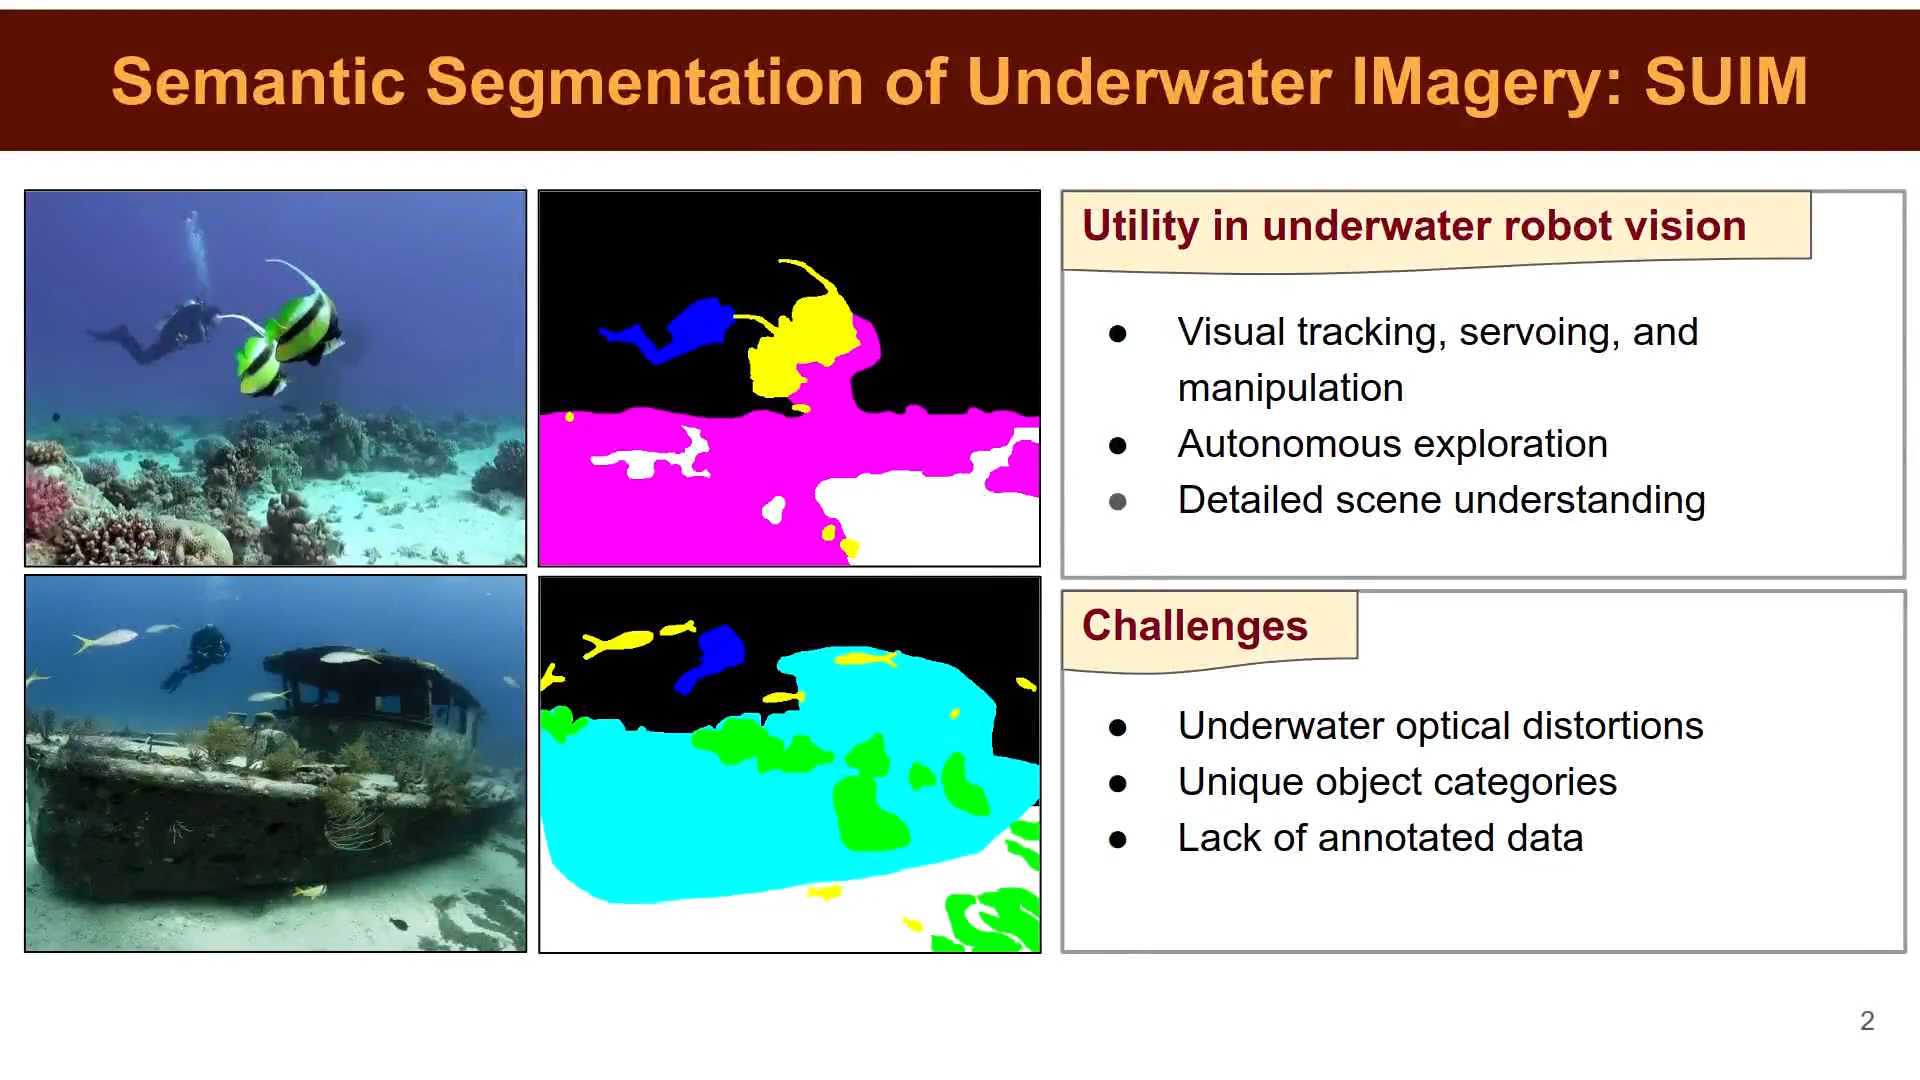 Semantic Segmentation of Underwater IMagery: SUIM
Utility in underwater robot vision
● Visual tracking, servoing, and
manipulation
● Autonomous exploration
● Detailed scene understanding
Challenges
● Underwater optical distortions
● Unique object categories
● Lack of annotated data
2